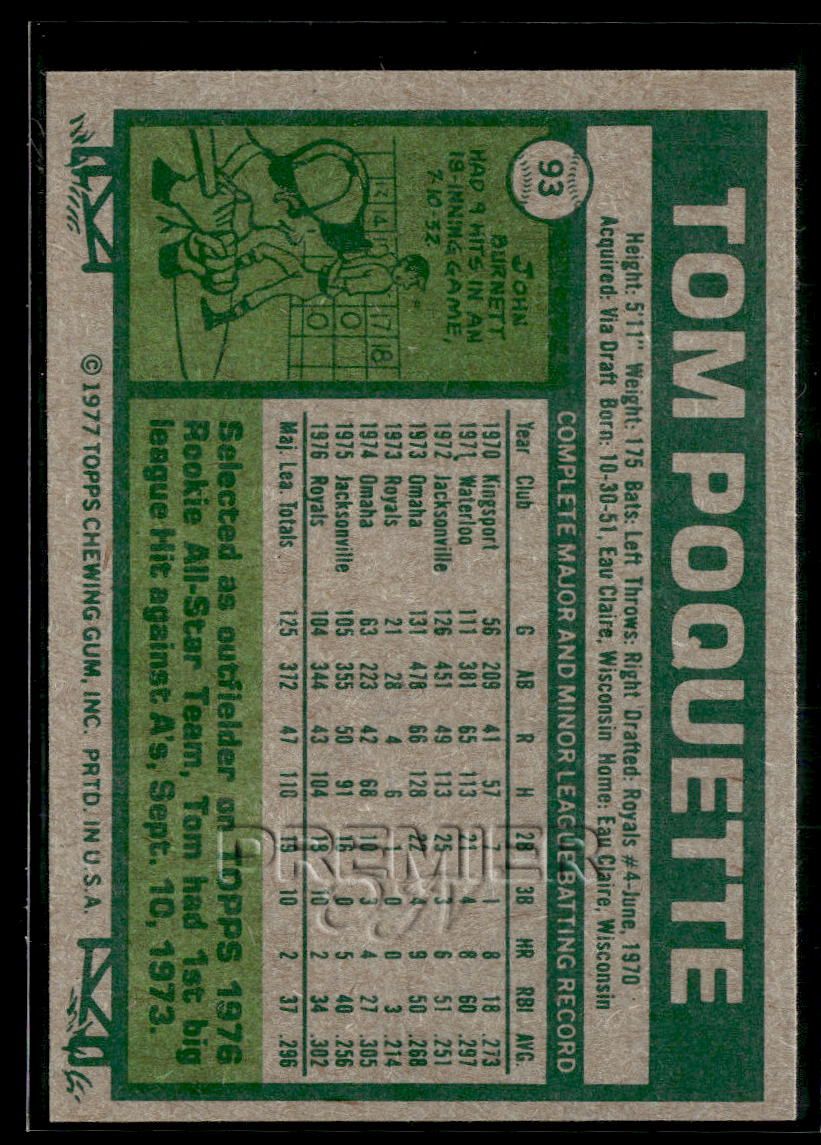 TOM POQUETTE
Height: 5'11" Weight: 175 Bats: Left Throws: Right Drafted: Royals #4-June, 1970
Acquired: Via Draft Born: 10-30-51, Eau Claire, Wisconsin Home: Eau Claire, Wisconsin
93
COMPLETE MAJOR AND MINOR LEAGUE BATTING RECORD
JOHN
BURNETT
HAD 9 HITS IN AN
18-INNING GAME,
7-10-32
13 14 15 17 18
0 0
Year Club G AB R H 2B 3B HR RBI AVG.
1970 Kingsport 56 209 41 57 7 1 8 18 .273
1971 Waterloo 111 381 65 113 21 4 8 60 .297
1972 Jacksonville 126 451 49 113 25 3 6 51 .251
1973 Omaha 131 478 66 128 22 4 9 50 .268
1973 Royals 21 28 4 6 1 0 0 3 .214
1974 Omaha 63 223 42 68 10 3 4 27 .305
1975 Jacksonville 105 355 50 91 16 0 5 40 .256
1976 Royals 104 344 43 104 18 10 2 34 .302
Maj. Lea. Totals 125 372 47 110 19 10 2 37 .296
Selected as outfielder on TOPPS 1976
Rookie All-Star Team, Tom had 1st big
league Hit against A's, Sept. 10, 1973.
© 1977 TOPPS CHEWING GUM, INC. PRTD. IN U.S.A.
PREMIER